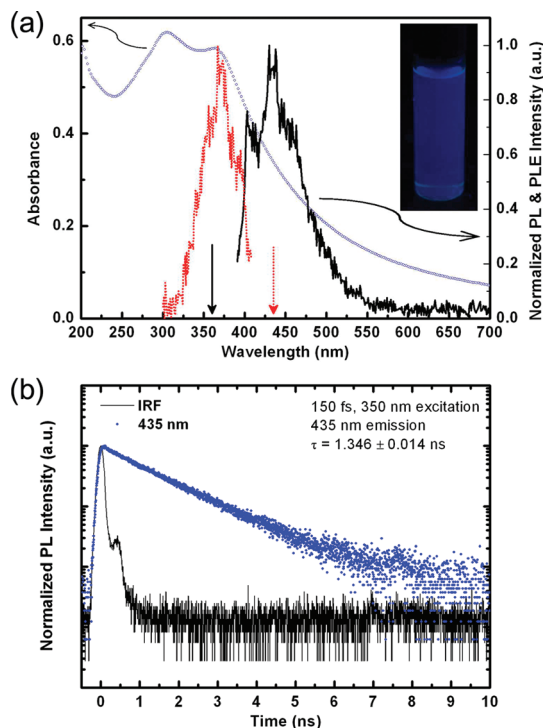 (a)
0.6
0.4
0.2
0.0
Absorbance
1.0
0.8
0.6
0.4
0.2
0.0
Normalized PL & PLE Intensity (a.u.)
200 250 300 350 400 450 500 550 600 650 700
Wavelength (nm)
(b)
IRF
435 nm
150 fs, 350 nm excitation
435 nm emission
τ = 1.346 ± 0.014 ns
Normalized PL Intensity (a.u.)
0 1 2 3 4 5 6 7 8 9 10
Time (ns)